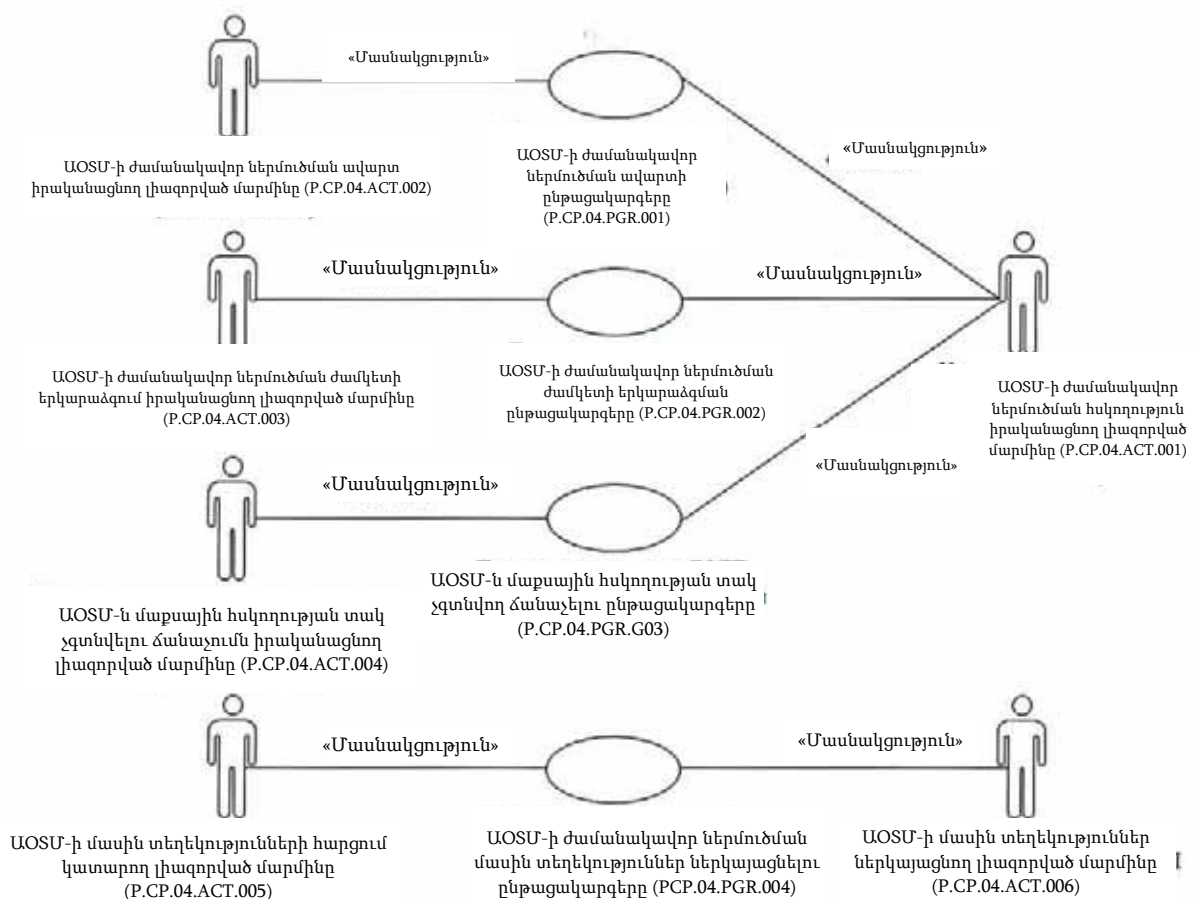 «Մասնակցություն»
«Մասնակցություն»
ԱՕՏՄ-ի ժամանակավոր ներմուծման ավարտ
իրականացնող լիազորված մարմինը (P.CP.04.ACT.002)
ԱՕՏՄ-ի ժամանակավոր
ներմուծման ավարտի
ընթացակարգերը
(P.CP.04.PGR.001)
«Մասնակցություն»
«Մասնակցություն»
ԱՕՏՄ-ի ժամանակավոր ներմուծման ժամկետի
երկարաձգում իրականացնող լիազորված մարմինը
(P.CP.04.ACT.003)
ԱՕՏՄ-ի ժամանակավոր ներմուծման
ժամկետի երկարաձգման
ընթացակարգերը (P.CP.04.PGR.002)
ԱՕՏՄ-ի ժամանակավոր
ներմուծման հսկողություն
իրականացնող լիազորված
մարմինը (P.CP.04.ACT.001)
«Մասնակցություն»
«Մասնակցություն»
ԱՕՏՄ-ն մաքսային հսկողության տակ
չգտնվելու ճանաչումն իրականացնող
լիազորված մարմինը (P.CP.04.ACT.004)
ԱՕՏՄ-ն մաքսային հսկողության տակ
չգտնվող ճանաչելու ընթացակարգերը
(P.CP.04.PGR.G03)
«Մասնակցություն»
«Մասնակցություն»
ԱՕՏՄ-ի մասին տեղեկությունների հարցում
կատարող լիազորված մարմինը
(P.CP.04.ACT.005)
ԱՕՏՄ-ի ժամանակավոր ներմուծման
մասին տեղեկություններ ներկայացնելու
ընթացակարգերը (PCP.04.PGR.004)
ԱՕՏՄ-ի մասին տեղեկություններ
ներկայացնող լիազորված մարմինը
(P.CP.04.ACT.006)